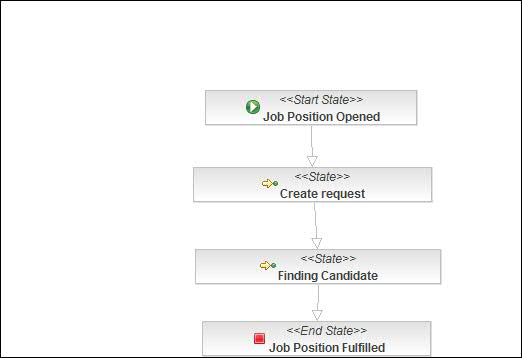 <<Start State>>
Job Position Opened
<<State>>
Create request
<<State>>
Finding Candidate
<<End State>>
Job Position Fulfilled